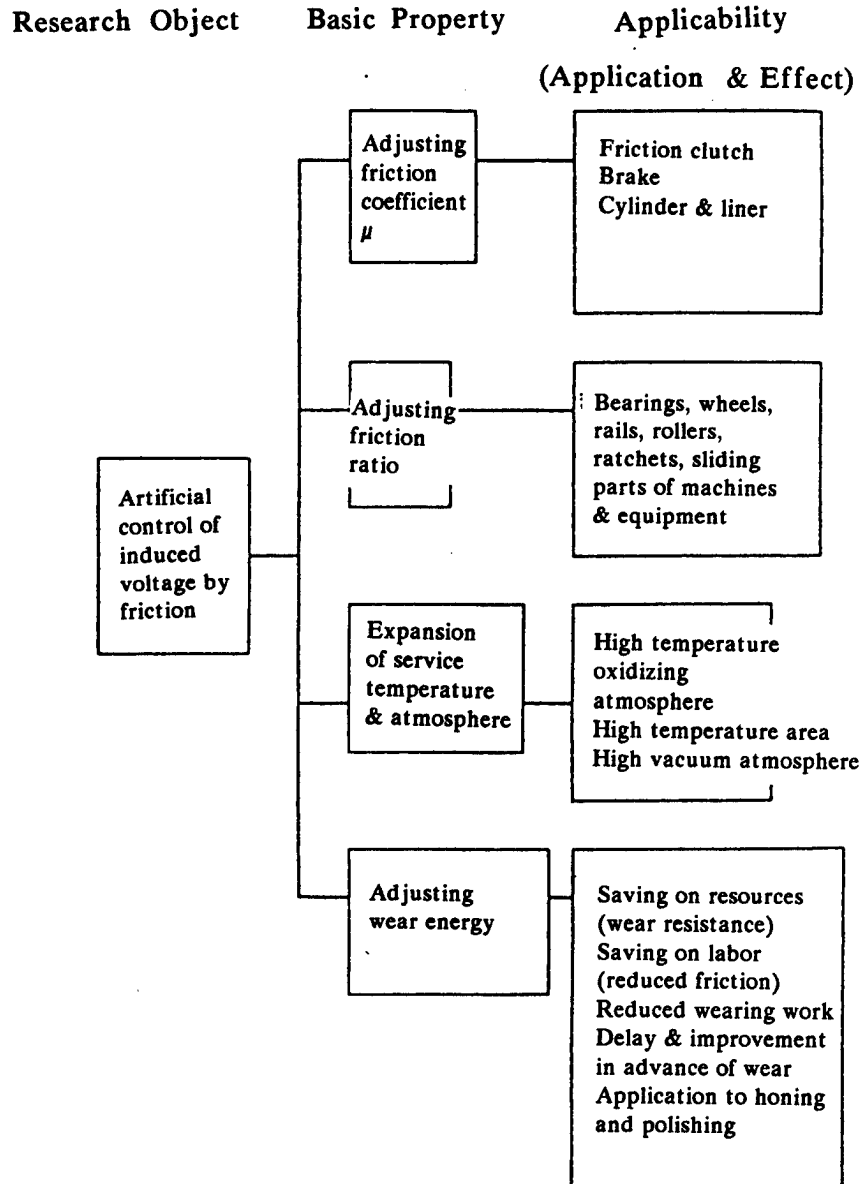 Research Object Basic Property Applicability
(Application & Effect)
Adjusting
friction
coefficient
μ
Friction clutch
Brake
Cylinder & liner
Adjusting
friction
ratio
Bearings, wheels,
rails, rollers,
ratchets, sliding
parts of machines
& equipment
Artificial
control of
induced
voltage by
friction
Expansion
of service
temperature
& atmosphere
High temperature
oxidizing
atmosphere
High temperature area
High vacuum atmosphere
Adjusting
wear energy
Saving on resources
(wear resistance)
Saving on labor
(reduced friction)
Reduced wearing work
Delay & improvement
in advance of wear
Application to honing
and polishing